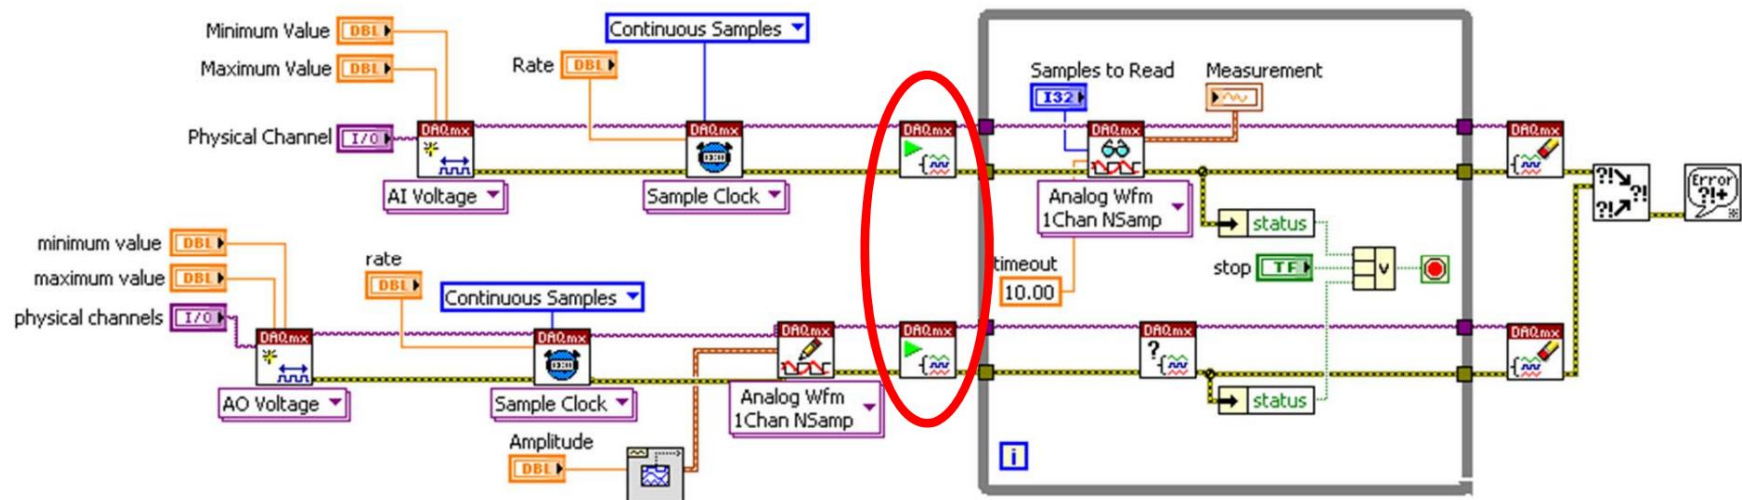 Minimum Value DBL
Maximum Value DBL
Physical Channel I/O
DAQmx
AI Voltage
Rate DBL
Continuous Samples
DAQmx
Sample Clock
DAQmx
Samples to Read
I32
Measurement
DAQmx
Analog Wfm
1Chan NSamp
status
timeout
10.00
stop TF
V
DAQmx
?!
?!
?!
Error
?!+
minimum value DBL
maximum value DBL
physical channels I/O
DAQmx
AO Voltage
rate
DBL
Continuous Samples
DAQmx
Sample Clock
DAQmx
Analog Wfm
1Chan NSamp
Amplitude
DBL
DAQmx
DAQmx
?
status
i
DAQmx